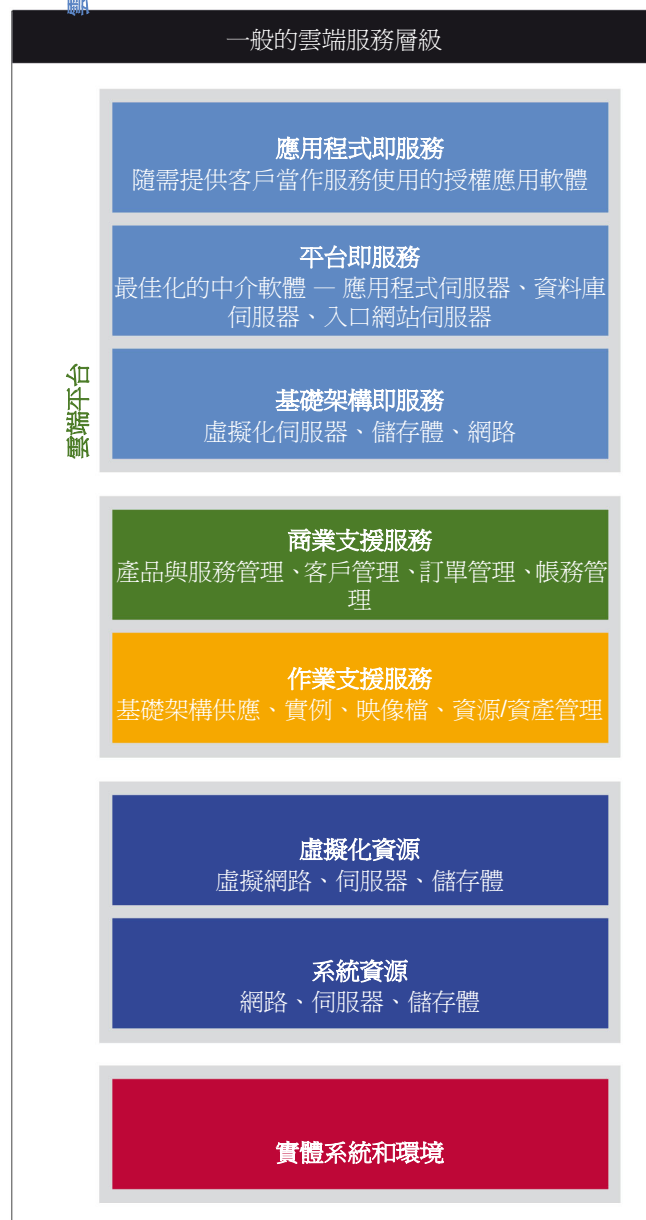 一般的雲端服務層級
應用程式即服務
隨需提供客戶當作服務使用的授權應用軟體
平台即服務
最佳化的中介軟體 — 應用程式伺服器、資料庫
伺服器、入口網站伺服器
雲端平台
基礎架構即服務
虛擬化伺服器、儲存體、網路
商業支援服務
產品與服務管理、客戶管理、訂單管理、帳務管
理
作業支援服務
基礎架構供應、實例、映像檔、資源/資產管理
虛擬化資源
虛擬網路、伺服器、儲存體
系統資源
網路、伺服器、儲存體
實體系統和環境